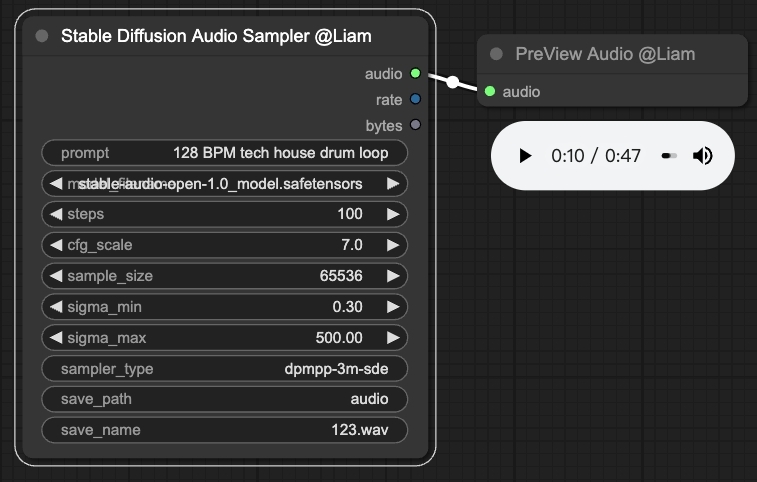 Stable Diffusion Audio Sampler @Liam
audio
rate
bytes
prompt 128 BPM tech house drum loop
stable-audio-open-1.0_model.safetensors
steps 100
cfg_scale 7.0
sample_size 65536
sigma_min 0.30
sigma_max 500.00
sampler_type dpmpp-3m-sde
save_path audio
save_name 123.wav
PreView Audio @Liam
audio
0:10 / 0:47